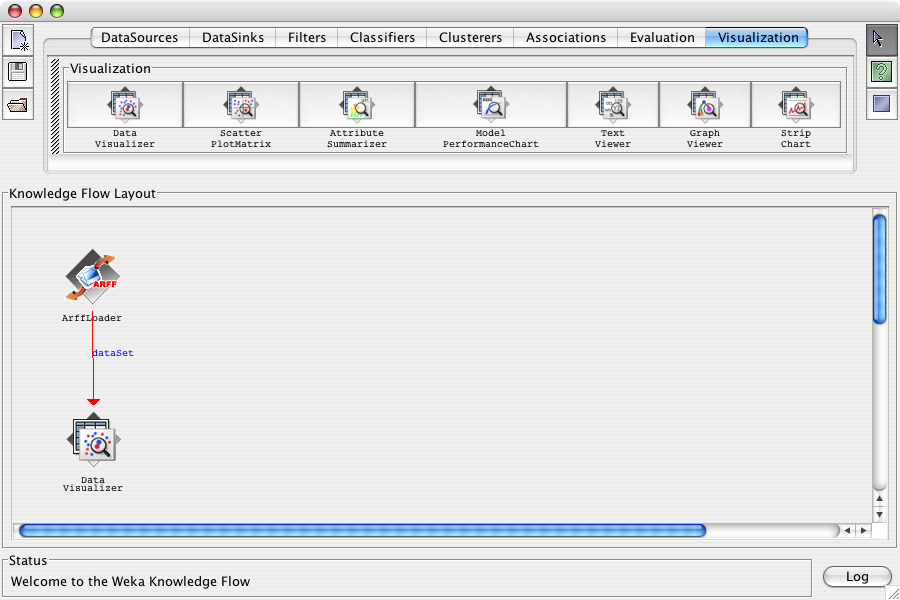 DataSources DataSinks Filters Classifiers Clusterers Associations Evaluation Visualization
Visualization
Data Visualizer
Scatter PlotMatrix
Attribute Summarizer
Model PerformanceChart
Text Viewer
Graph Viewer
Strip Chart
Knowledge Flow Layout
ARFF
ArffLoader
dataSet
Data
Visualizer
Status
Welcome to the Weka Knowledge Flow
Log